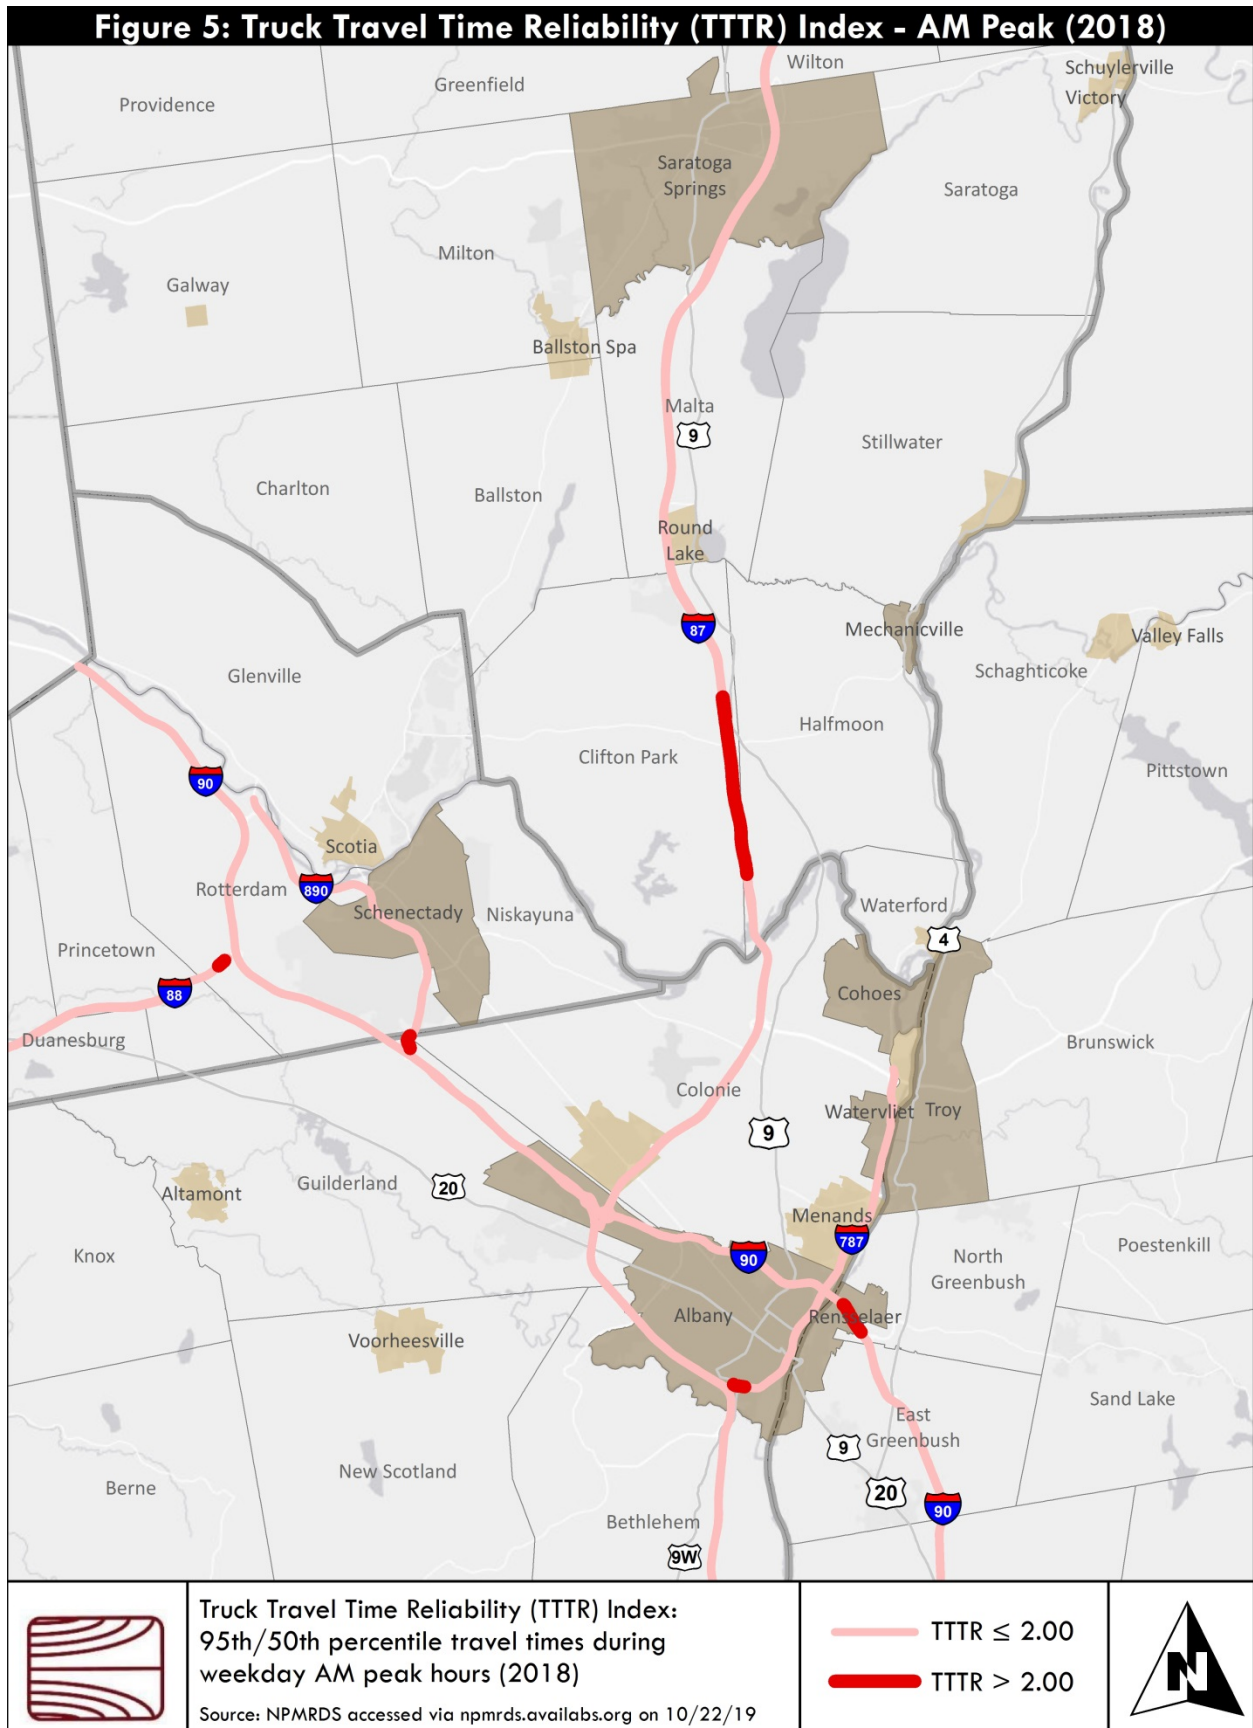 Figure 5: Truck Travel Time Reliability (TTTR) Index - AM Peak (2018)
Wilton
Schuylerville
Greenfield
Victory
Providence
Saratoga
Springs
Saratoga
Milton
Galway
Ballston Spa
Malta
9
Stillwater
Charlton
Ballston
Round
Lake
87
Mechanicville
Valley Falls
Schaghticoke
Glenville
Halfmoon
Clifton Park
Pittstown
90
Scotia
Rotterdam
890
Schenectady
Niskayuna
Waterford
4
Princetown
88
Cohoes
Duanesburg
Brunswick
Colonie
Watervliet
Troy
9
Guilderland
20
Altamont
Menands
787
Knox
90
North
Greenbush
Poestenkill
Albany
Rensselaer
Voorheesville
Sand Lake
East
Greenbush
9
New Scotland
Berne
20
90
Bethlehem
9W
Truck Travel Time Reliability (TTTR) Index:
95th/50th percentile travel times during
weekday AM peak hours (2018)
Source: NPMRDS accessed via npmrds.availabs.org on 10/22/19
TTTR ≤ 2.00
TTTR > 2.00
N